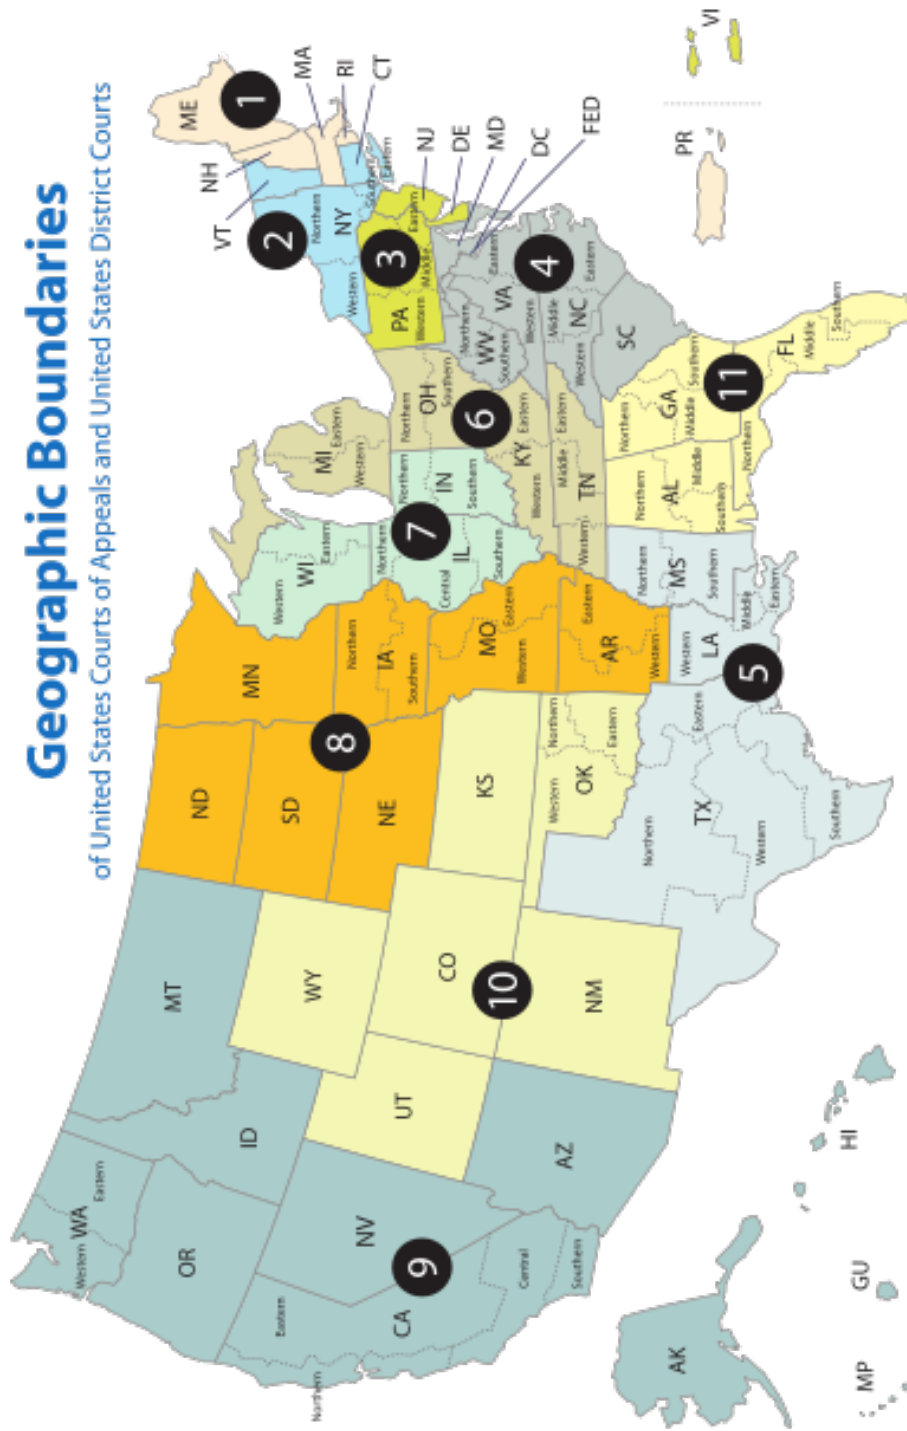 Geographic Boundaries
of United States Courts of Appeals and United States District Courts
WA
Western
Eastern
OR
ID
MT
NV
CA
Northern
Eastern
Central
Southern
9
AZ
UT
WY
CO
10
NM
KS
OK
Western
Northern
Eastern
ND
SD
NE
8
MN
IA
Northern
Southern
MO
Western
Eastern
AR
Western
Eastern
TX
Northern
Eastern
Western
Southern
5
LA
Western
Middle
Eastern
MS
Northern
Southern
WI
Western
Eastern
7
IL
Northern
Central
Southern
IN
Northern
Southern
MI
Western
Eastern
OH
Northern
Southern
6
KY
Western
Eastern
TN
Western
Middle
Eastern
AL
Northern
Middle
Southern
GA
Northern
Middle
Southern
11
FL
Northern
Middle
Southern
SC
NC
Western
Middle
Eastern
4
VA
Western
Eastern
WV
Northern
Southern
PA
Western
Middle
Eastern
3
NJ
DE
MD
DC
FED
NY
Western
Northern
Southern
Eastern
2
VT
NH
ME
1
MA
RI
CT
AK
MP
GU
HI
PR
VI